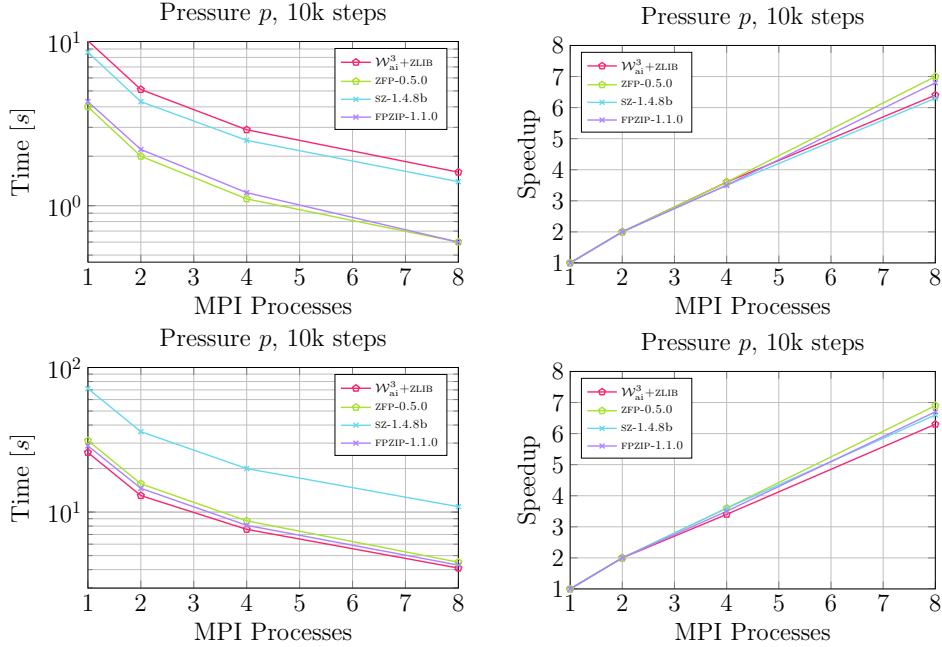 Pressure p, 10k steps
10^1
10^0
Time [s]
W^3_ai+ZLIB
ZFP-0.5.0
SZ-1.4.8b
FPZIP-1.1.0
1 2 3 4 5 6 7 8
MPI Processes
Pressure p, 10k steps
8
7
6
5
4
3
2
1
Speedup
W^3_ai+ZLIB
ZFP-0.5.0
SZ-1.4.8b
FPZIP-1.1.0
1 2 3 4 5 6 7 8
MPI Processes
Pressure p, 10k steps
10^2
10^1
Time [s]
W^3_ai+ZLIB
ZFP-0.5.0
SZ-1.4.8b
FPZIP-1.1.0
1 2 3 4 5 6 7 8
MPI Processes
Pressure p, 10k steps
8
7
6
5
4
3
2
1
Speedup
W^3_ai+ZLIB
ZFP-0.5.0
SZ-1.4.8b
FPZIP-1.1.0
1 2 3 4 5 6 7 8
MPI Processes